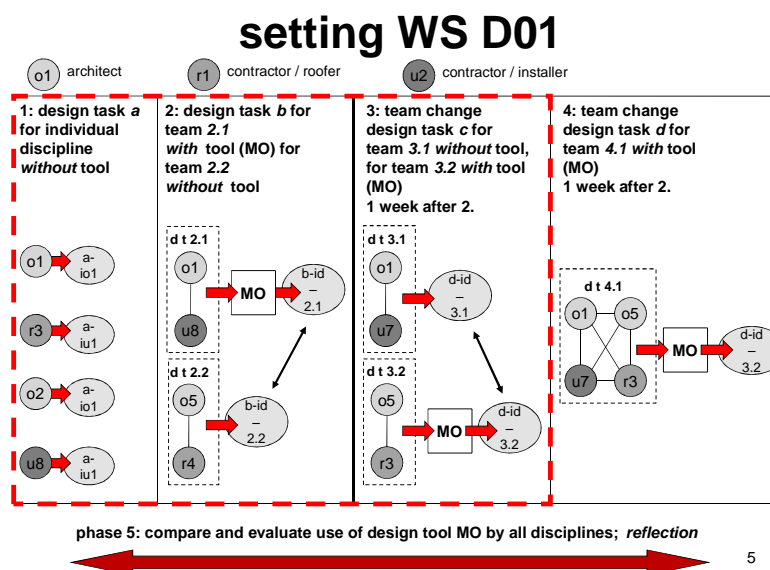 setting WS D01
o1 architect
r1 contractor / roofer
u2 contractor / installer
1: design task a
for individual
discipline
without tool
2: design task b for
team 2.1
with tool (MO) for
team 2.2
without tool
3: team change
design task c for
team 3.1 without tool,
for team 3.2 with tool
(MO)
1 week after 2.
4: team change
design task d for
team 4.1 with tool
(MO)
1 week after 2.
o1
a-
io1
r3
a-
iu1
o2
a-
io1
u8
a-
iu1
d t 2.1
o1
u8
MO
b-id
–
2.1
d t 2.2
o5
r4
b-id
–
2.2
d t 3.1
o1
u7
d-id
–
3.1
d t 3.2
o5
r3
MO
d-id
–
3.2
d t 4.1
o1
o5
u7
r3
MO
d-id
–
3.2
phase 5: compare and evaluate use of design tool MO by all disciplines; reflection
5